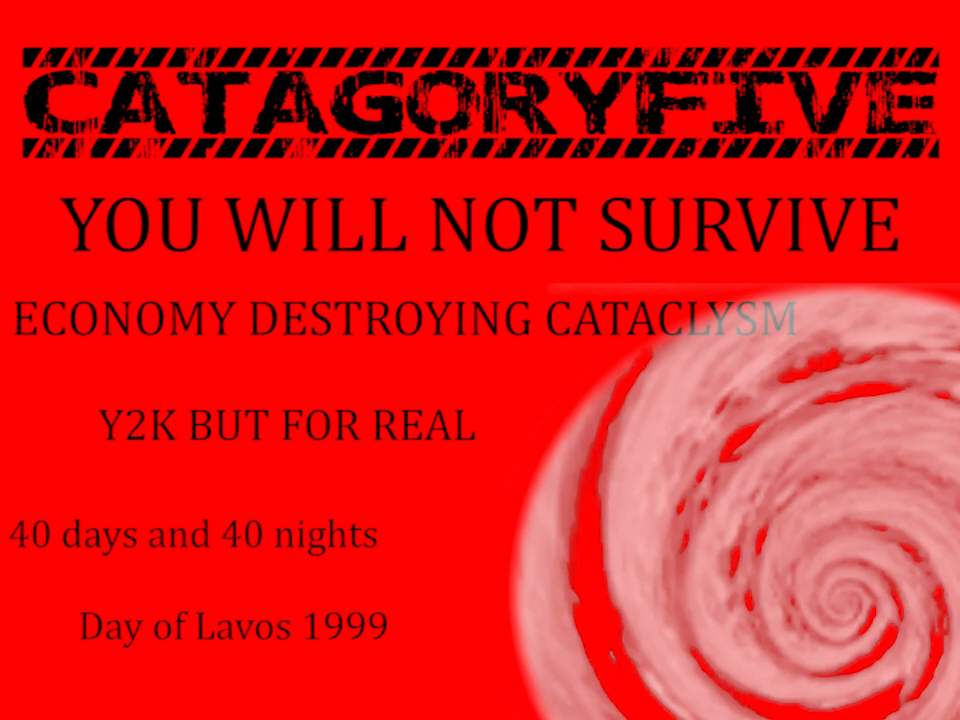 CATAGORYFIVE
YOU WILL NOT SURVIVE
ECONOMY DESTROYING CATACLYSM
Y2K BUT FOR REAL
40 days and 40 nights
Day of Lavos 1999